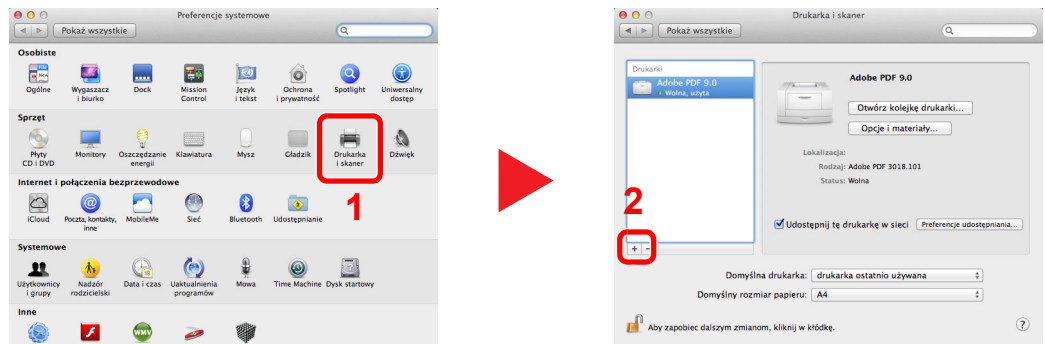 Preferencje systemowe
Pokaż wszystkie
Osobiste
Ogólne
Wygaszacz
i biurko
Dock
Mission
Control
Język
i tekst
Ochrona
i prywatność
Spotlight
Uniwersalny
dostęp
Sprzęt
Płyty
CD i DVD
Monitory
Oszczędzanie
energii
Klawiatura
Mysz
Gładzik
Drukarka
i skaner
Dźwięk
Internet i połączenia bezprzewodowe
1
iCloud
Poczta, kontakty,
inne
MobileMe
Sieć
Bluetooth
Udostępnianie
Systemowe
Użytkownicy
i grupy
Nadzór
rodzicielski
Data i czas
Uaktualnienia
programów
Mowa
Time Machine
Dysk startowy
Inne
WMV
Drukarka i skaner
Pokaż wszystkie
Drukarki
Adobe PDF 9.0
Wolna, użyta
Adobe PDF 9.0
Otwórz kolejkę drukarki...
Opcje i materiały...
Lokalizacja:
Rodzaj: Adobe PDF 3018.101
Status: Wolna
2
Udostępnij tę drukarkę w sieci
Preferencje udostępniania...
+ −
Domyślna drukarka: drukarka ostatnio używana
Domyślny rozmiar papieru: A4
Aby zapobiec dalszym zmianom, kliknij w kłódkę.
?